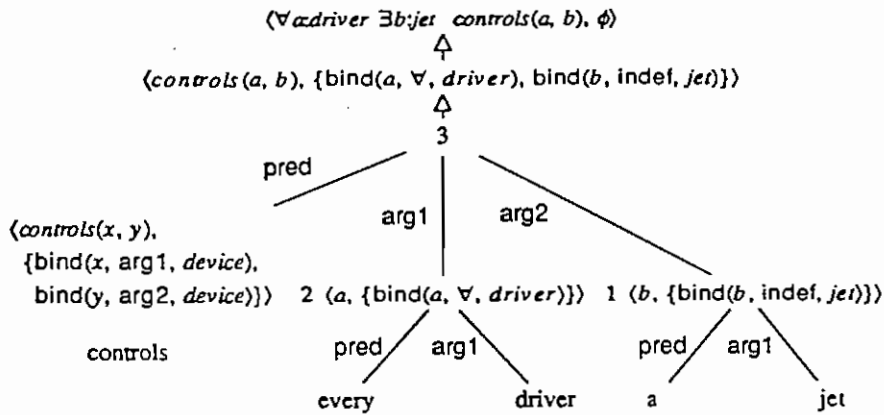 ⟨∀a:driver ∃b:jet controls(a, b), ϕ⟩
⟨controls(a, b), {bind(a, ∀, driver), bind(b, indef, jet)}⟩
3
pred
arg1
arg2
⟨controls(x, y),
{bind(x, arg1, device),
bind(y, arg2, device)}⟩
2 ⟨a, {bind(a, ∀, driver)}⟩
1 ⟨b, {bind(b, indef, jet)}⟩
controls
pred
arg1
pred
arg1
every
driver
a
jet